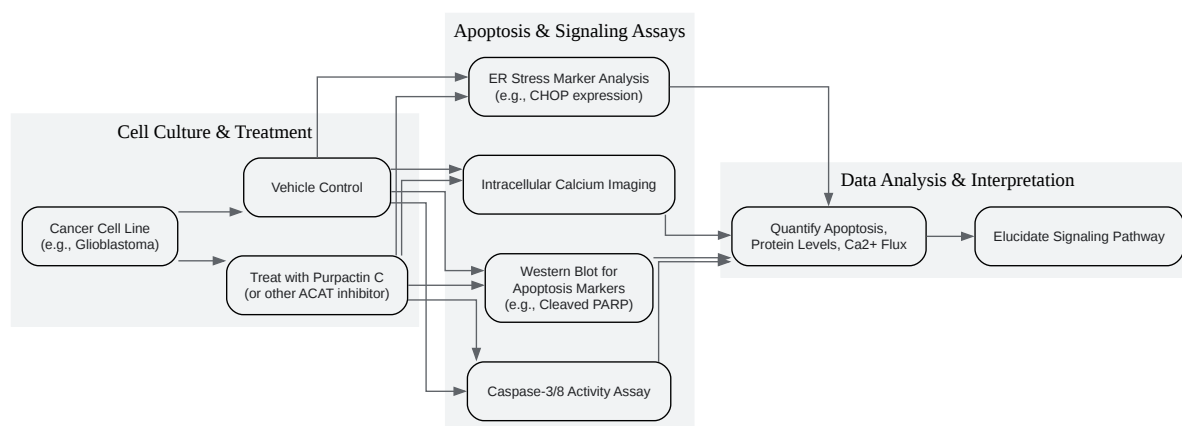 Cell Culture & Treatment
Cancer Cell Line
(e.g., Glioblastoma)
Vehicle Control
Treat with Purpactin C
(or other ACAT inhibitor)
Apoptosis & Signaling Assays
ER Stress Marker Analysis
(e.g., CHOP expression)
Intracellular Calcium Imaging
Western Blot for
Apoptosis Markers
(e.g., Cleaved PARP)
Caspase-3/8 Activity Assay
Data Analysis & Interpretation
Quantify Apoptosis,
Protein Levels, Ca2+ Flux
Elucidate Signaling Pathway